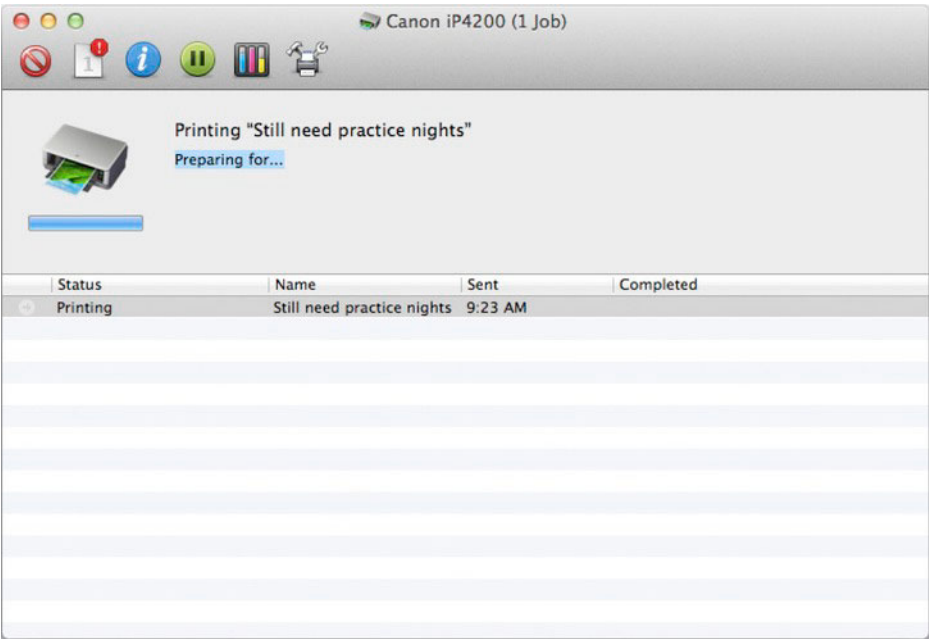 Canon iP4200 (1 Job)
1
Printing “Still need practice nights”
Preparing for...
Status Name Sent Completed
Printing Still need practice nights 9:23 AM